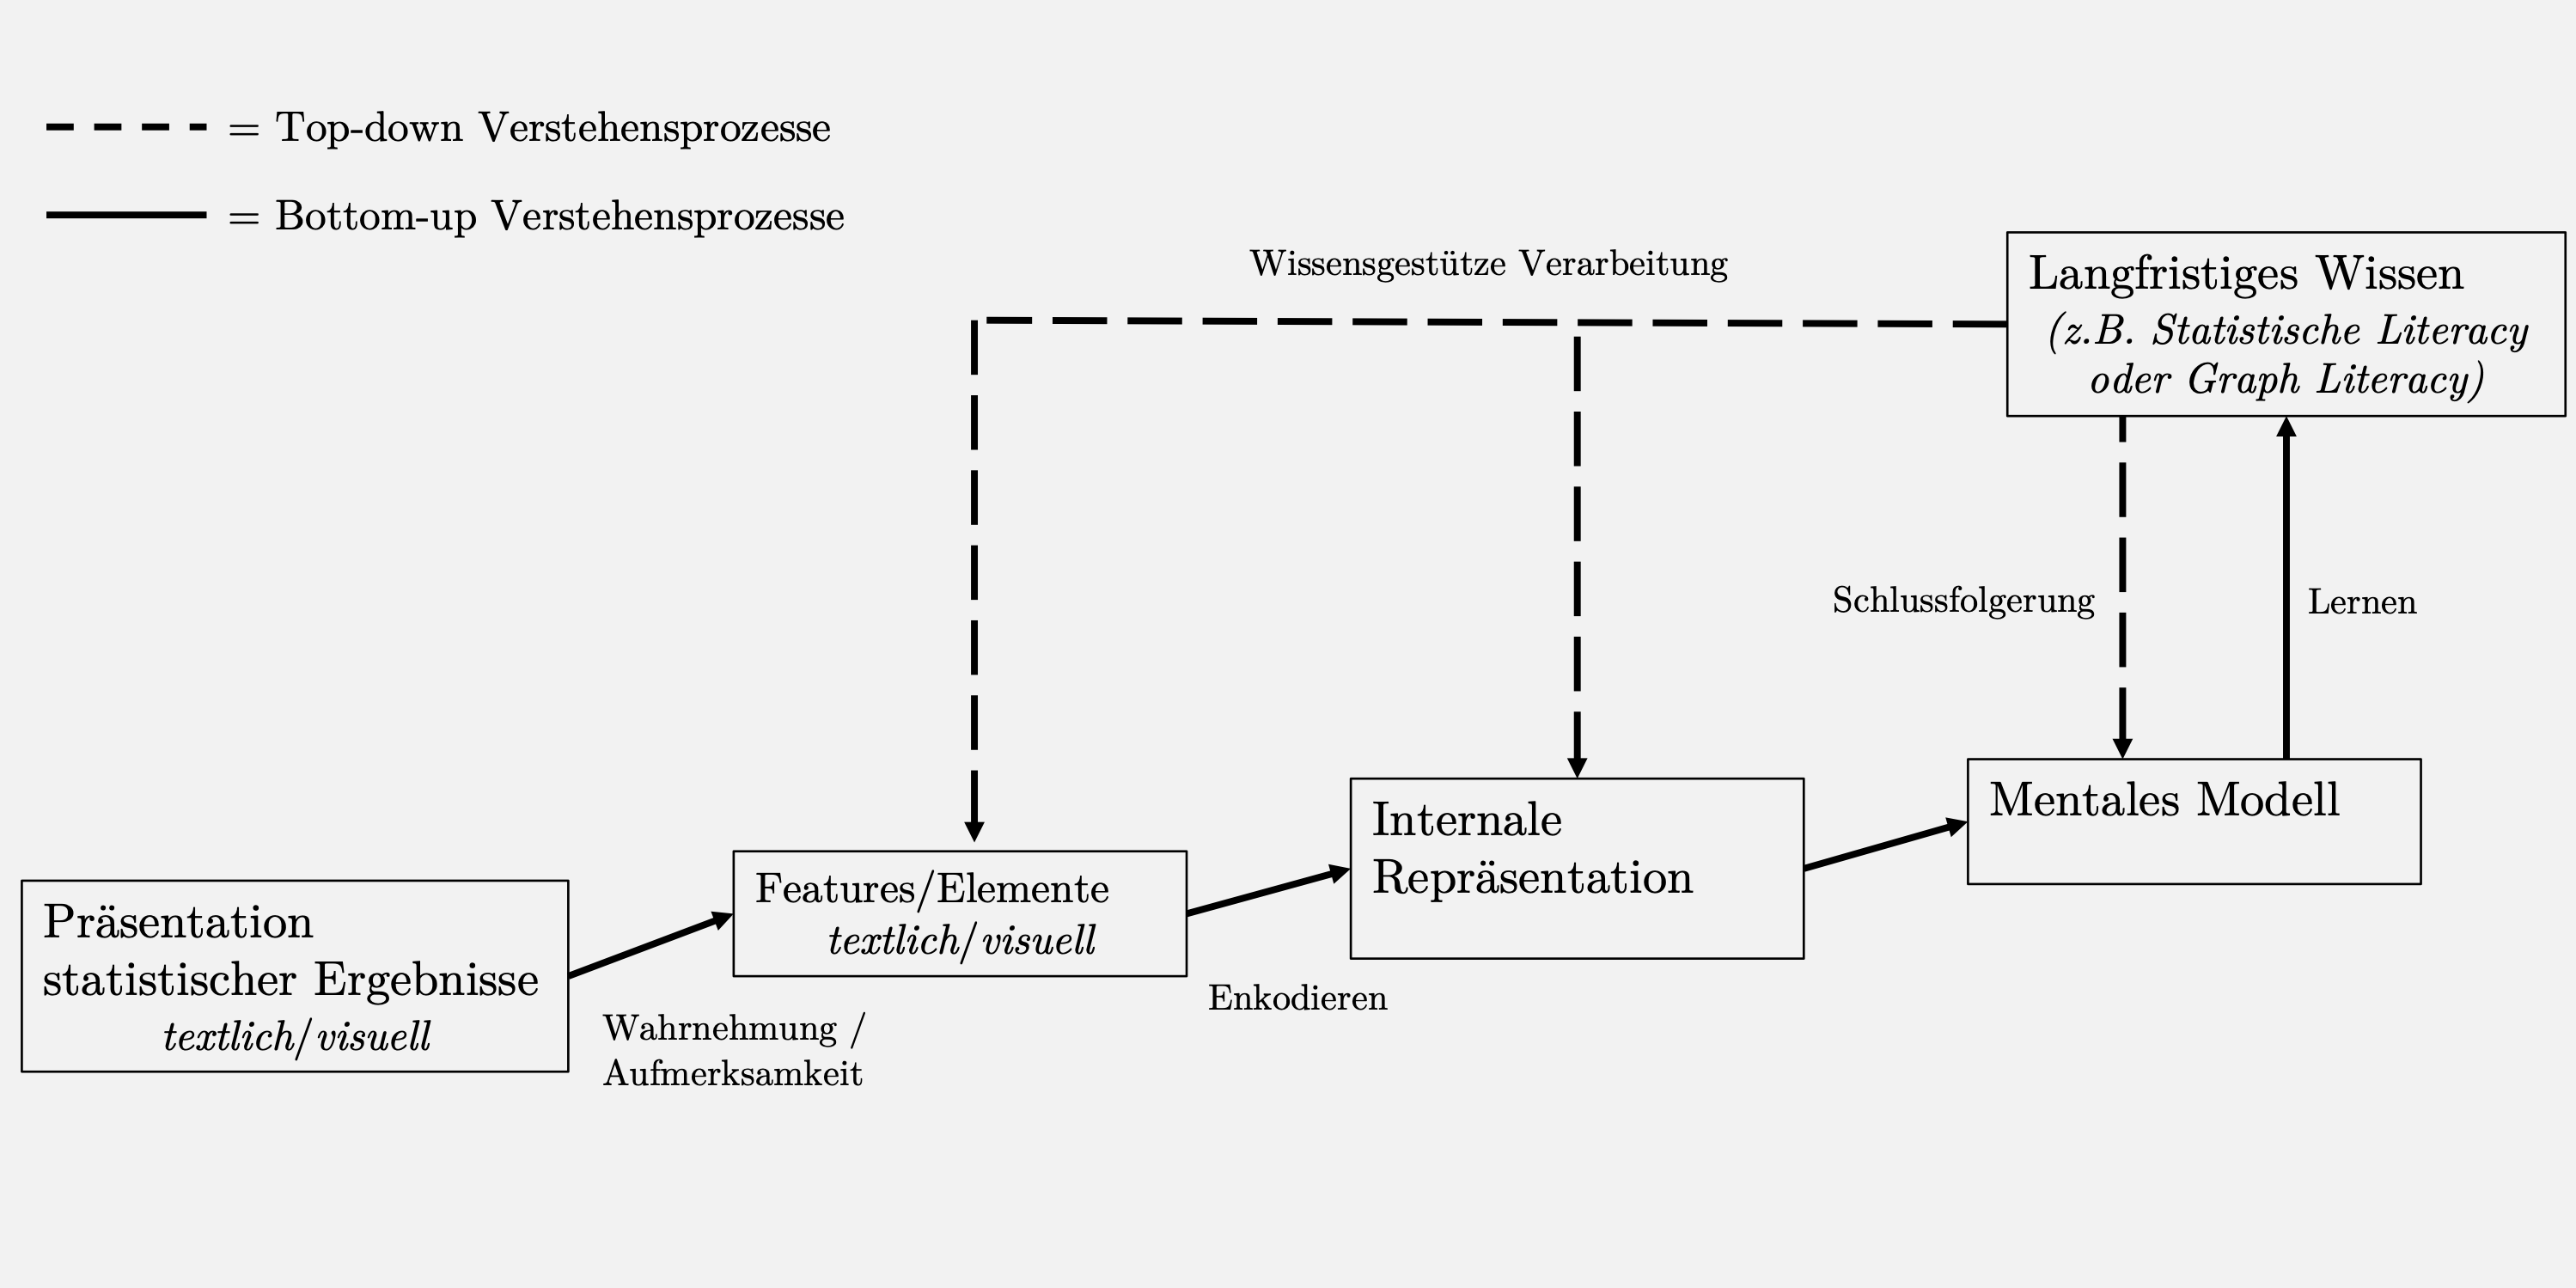 = Top-down Verstehensprozesse
= Bottom-up Verstehensprozesse
Wissensgestütze Verarbeitung
Langfristiges Wissen
(z.B. Statistische Literacy
oder Graph Literacy)
Schlussfolgerung
Lernen
Mentales Modell
Internale
Repräsentation
Features/Elemente
textlich/visuell
Präsentation
statistischer Ergebnisse
textlich/visuell
Enkodieren
Wahrnehmung /
Aufmerksamkeit